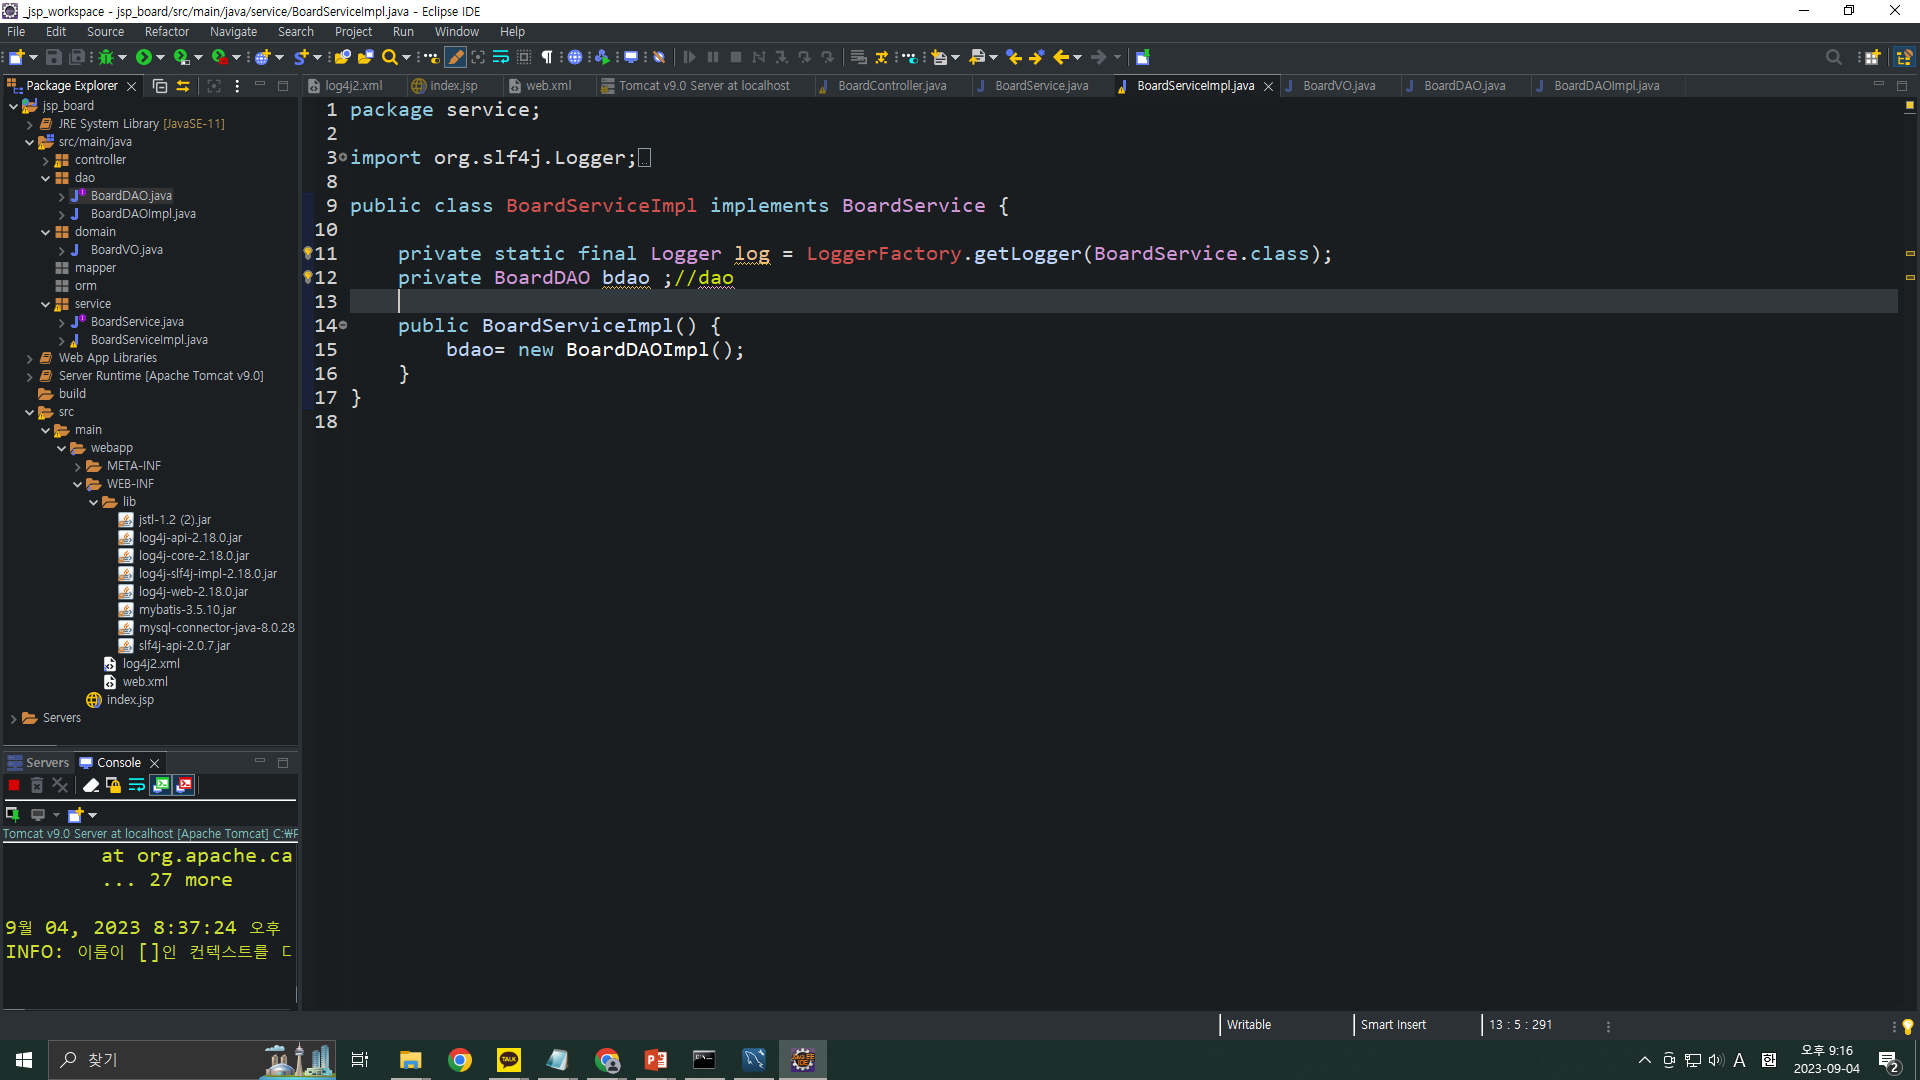 _jsp_workspace - jsp_board/src/main/java/service/BoardServiceImpl.java - Eclipse IDE
File Edit Source Refactor Navigate Search Project Run Window Help
Package Explorer
log4j2.xml index.jsp web.xml Tomcat v9.0 Server at localhost BoardController.java BoardService.java BoardServiceImpl.java BoardVO.java BoardDAO.java BoardDAOImpl.java
jsp_board
JRE System Library [JavaSE-11]
src/main/java
controller
dao
BoardDAO.java
BoardDAOImpl.java
domain
BoardVO.java
mapper
orm
service
BoardService.java
BoardServiceImpl.java
Web App Libraries
Server Runtime [Apache Tomcat v9.0]
build
src
main
webapp
META-INF
WEB-INF
lib
jstl-1.2 (2).jar
log4j-api-2.18.0.jar
log4j-core-2.18.0.jar
log4j-slf4j-impl-2.18.0.jar
log4j-web-2.18.0.jar
mybatis-3.5.10.jar
mysql-connector-java-8.0.28
slf4j-api-2.0.7.jar
log4j2.xml
web.xml
index.jsp
Servers
1 package service;
2
3 import org.slf4j.Logger;
8
9 public class BoardServiceImpl implements BoardService {
10
11 private static final Logger log = LoggerFactory.getLogger(BoardService.class);
12 private BoardDAO bdao ;//dao
13
14 public BoardServiceImpl() {
15 bdao= new BoardDAOImpl();
16 }
17 }
18
Servers Console
Tomcat v9.0 Server at localhost [Apache Tomcat] C:₩P
at org.apache.ca
... 27 more
9월 04, 2023 8:37:24 오후
INFO: 이름이 []인 컨텍스트를 ㄷ
Writable Smart Insert 13 : 5 : 291
찾기
TALK
A
오후 9:16
2023-09-04
2